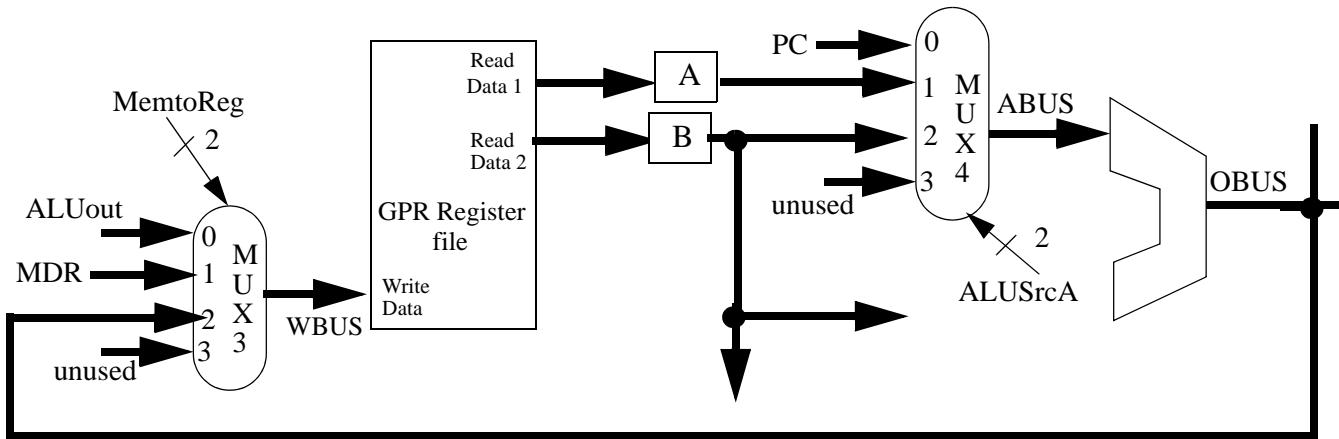 MemtoReg
2
ALUout
MDR
unused
0
1
2
3
M
U
X
3
WBUS
Read
Data 1
Read
Data 2
GPR Register
file
Write
Data
A
B
PC
unused
0
1
2
3
M
U
X
4
ABUS
2
ALUSrcA
OBUS